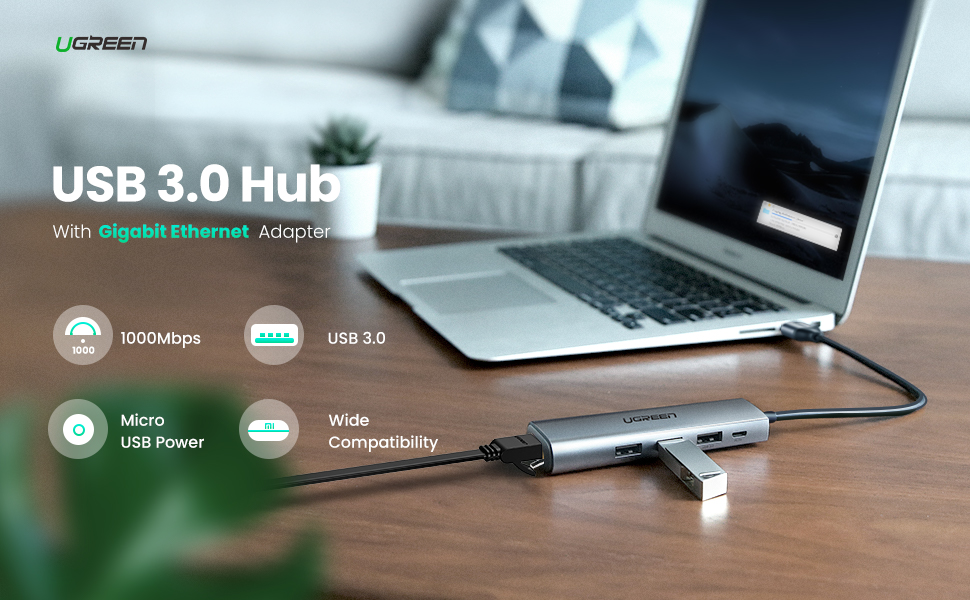 UGREEN
USB 3.0 Hub
With Gigabit Ethernet Adapter
1000
1000Mbps
USB 3.0
Micro
USB Power
Wide
Compatibility
UGREEN